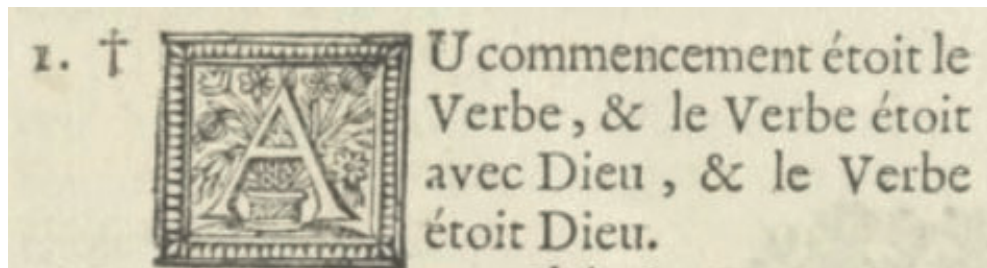 1. † AU commencement étoit le
Verbe, & le Verbe étoit
avec Dieu, & le Verbe
étoit Dieu.